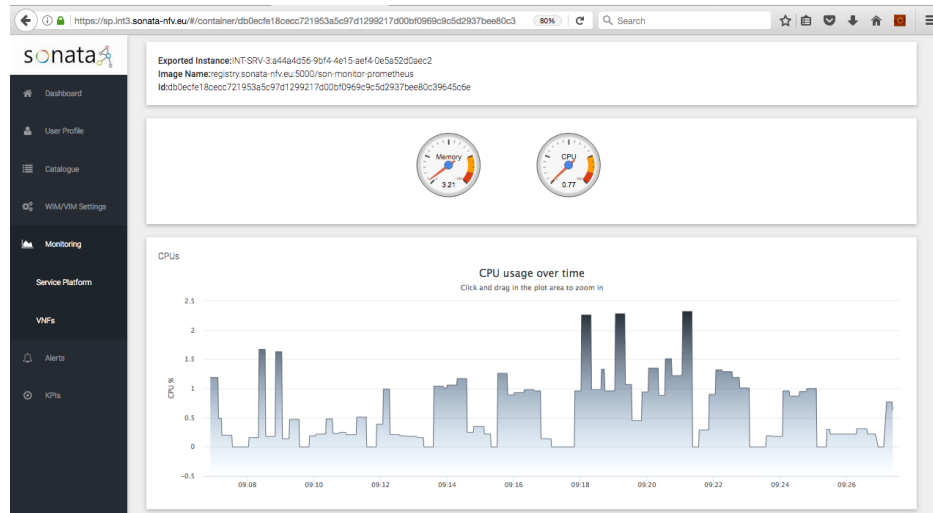 https://sp.int3.sonata-nfv.eu/#/container/db0ecfe18cecc721953a5c97d1299217d00bf0969c9c5d2937bee80c3
80%
Search
sonata
Dashboard
User Profile
Catalogue
WIM/VIM Settings
Monitoring
Service Platform
VNFs
Alerts
KPIs
Exported Instance:INT-SRV-3:a44a4d56-9bf4-4e15-aef4-0e5a52d0aec2
Image Name:registry.sonata-nfv.eu:5000/son-monitor-prometheus
Id:db0ecfe18cecc721953a5c97d1299217d00bf0969c9c5d2937bee80c39645c6e
Memory
3.21
CPU
0.77
CPUs
CPU usage over time
Click and drag in the plot area to zoom in
CPU %
2.5
2
1.5
1
0.5
0
-0.5
09:08 09:10 09:12 09:14 09:16 09:18 09:20 09:22 09:24 09:26